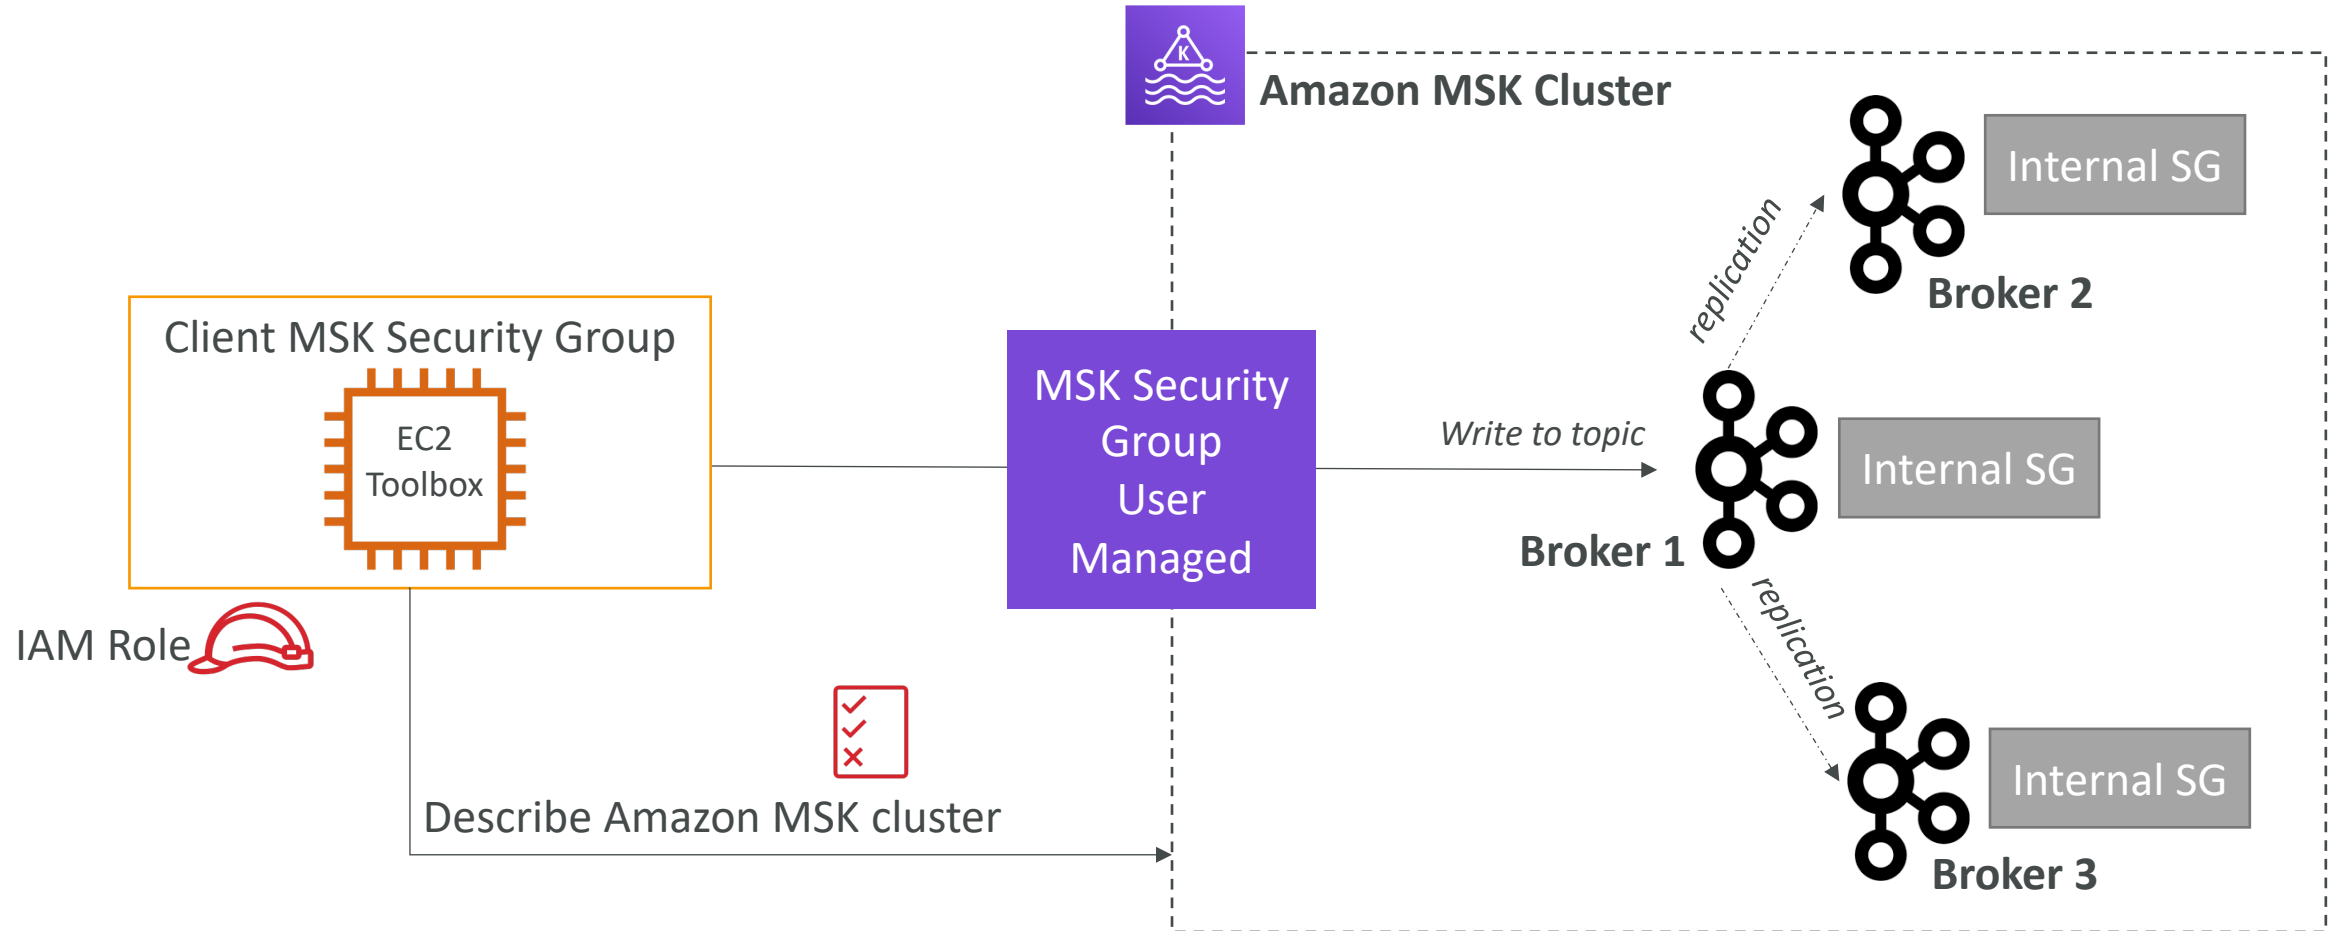 K
Amazon MSK Cluster
Internal SG
replication
Broker 2
Client MSK Security Group
EC2
Toolbox
MSK Security
Group
User
Managed
Write to topic
Internal SG
Broker 1
IAM Role
replication
Describe Amazon MSK cluster
Internal SG
Broker 3